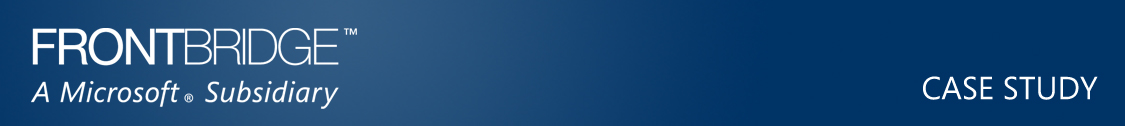 FRONTBRIDGE™
A Microsoft® Subsidiary
CASE STUDY